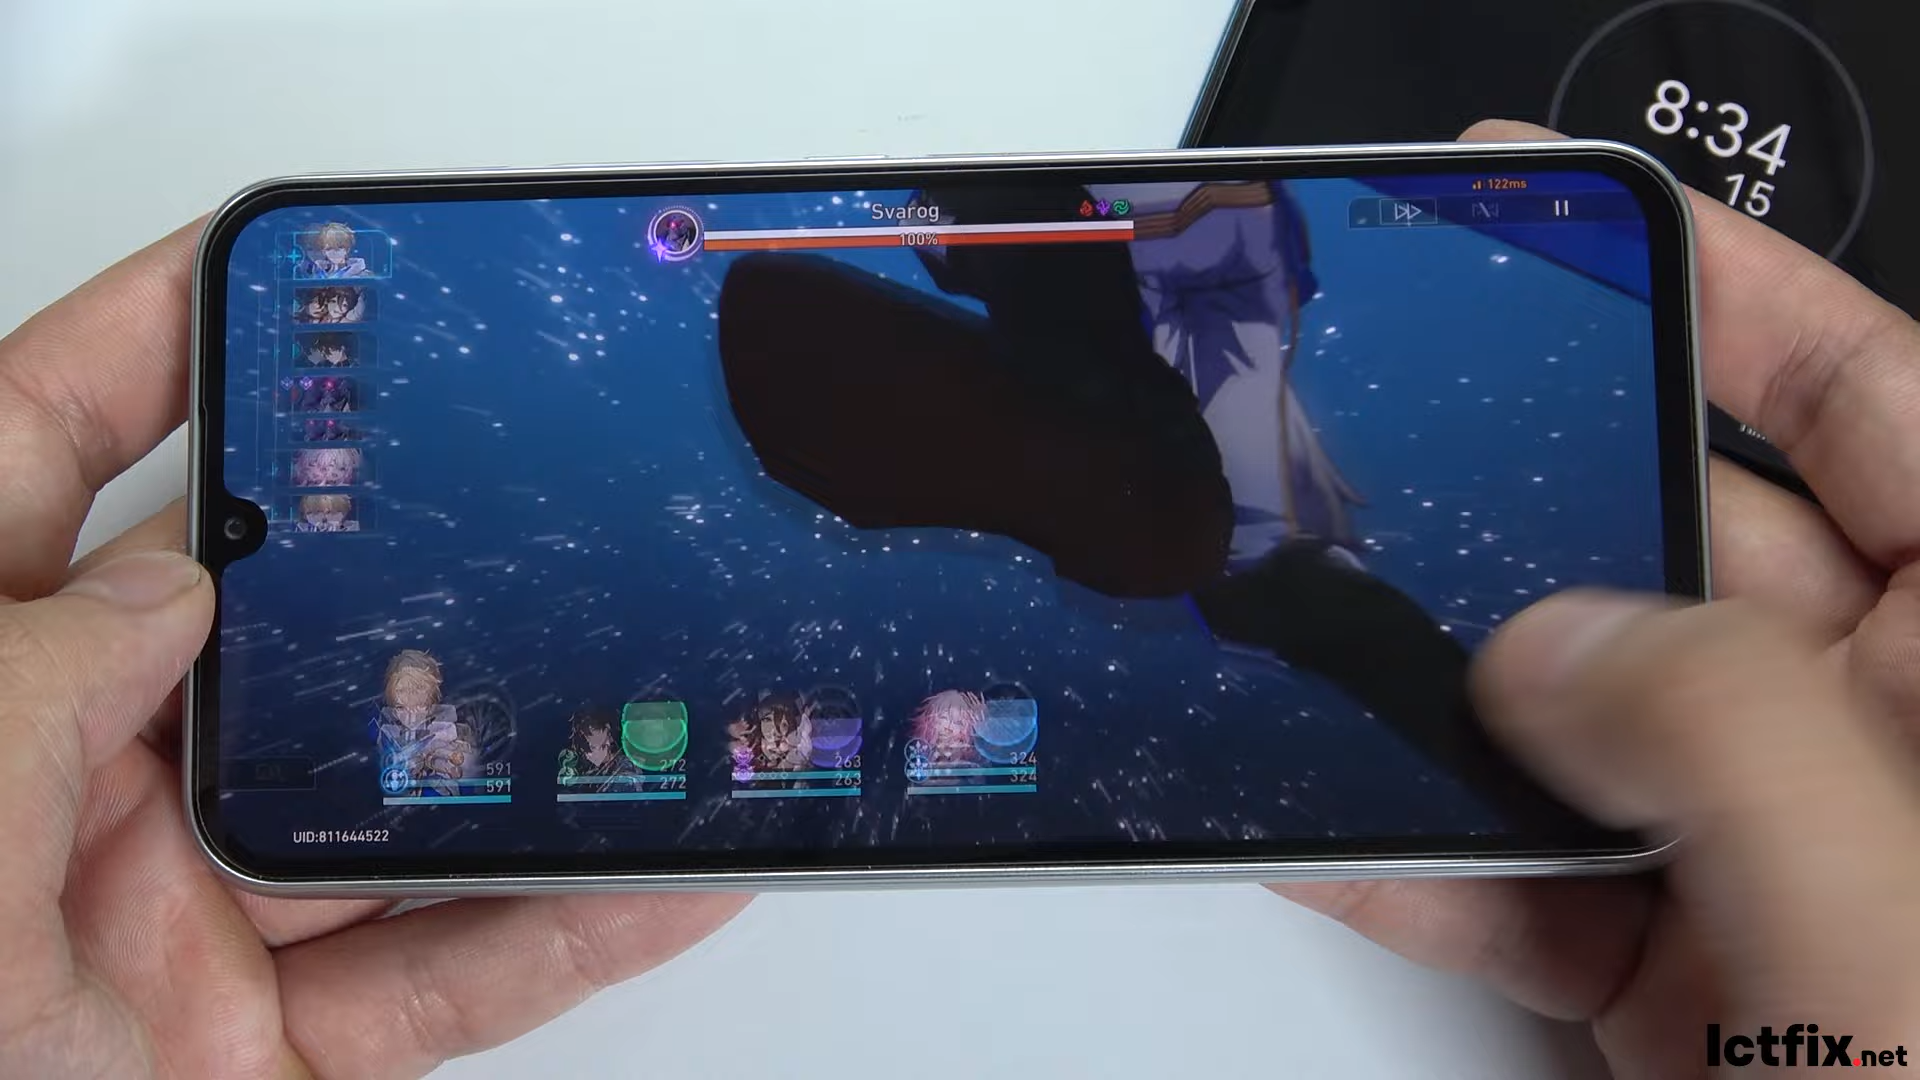 8:34
15
122ms
Svarog
100%
591
591
272
272
263
263
324
324
UID:811644522
Ictfix.net